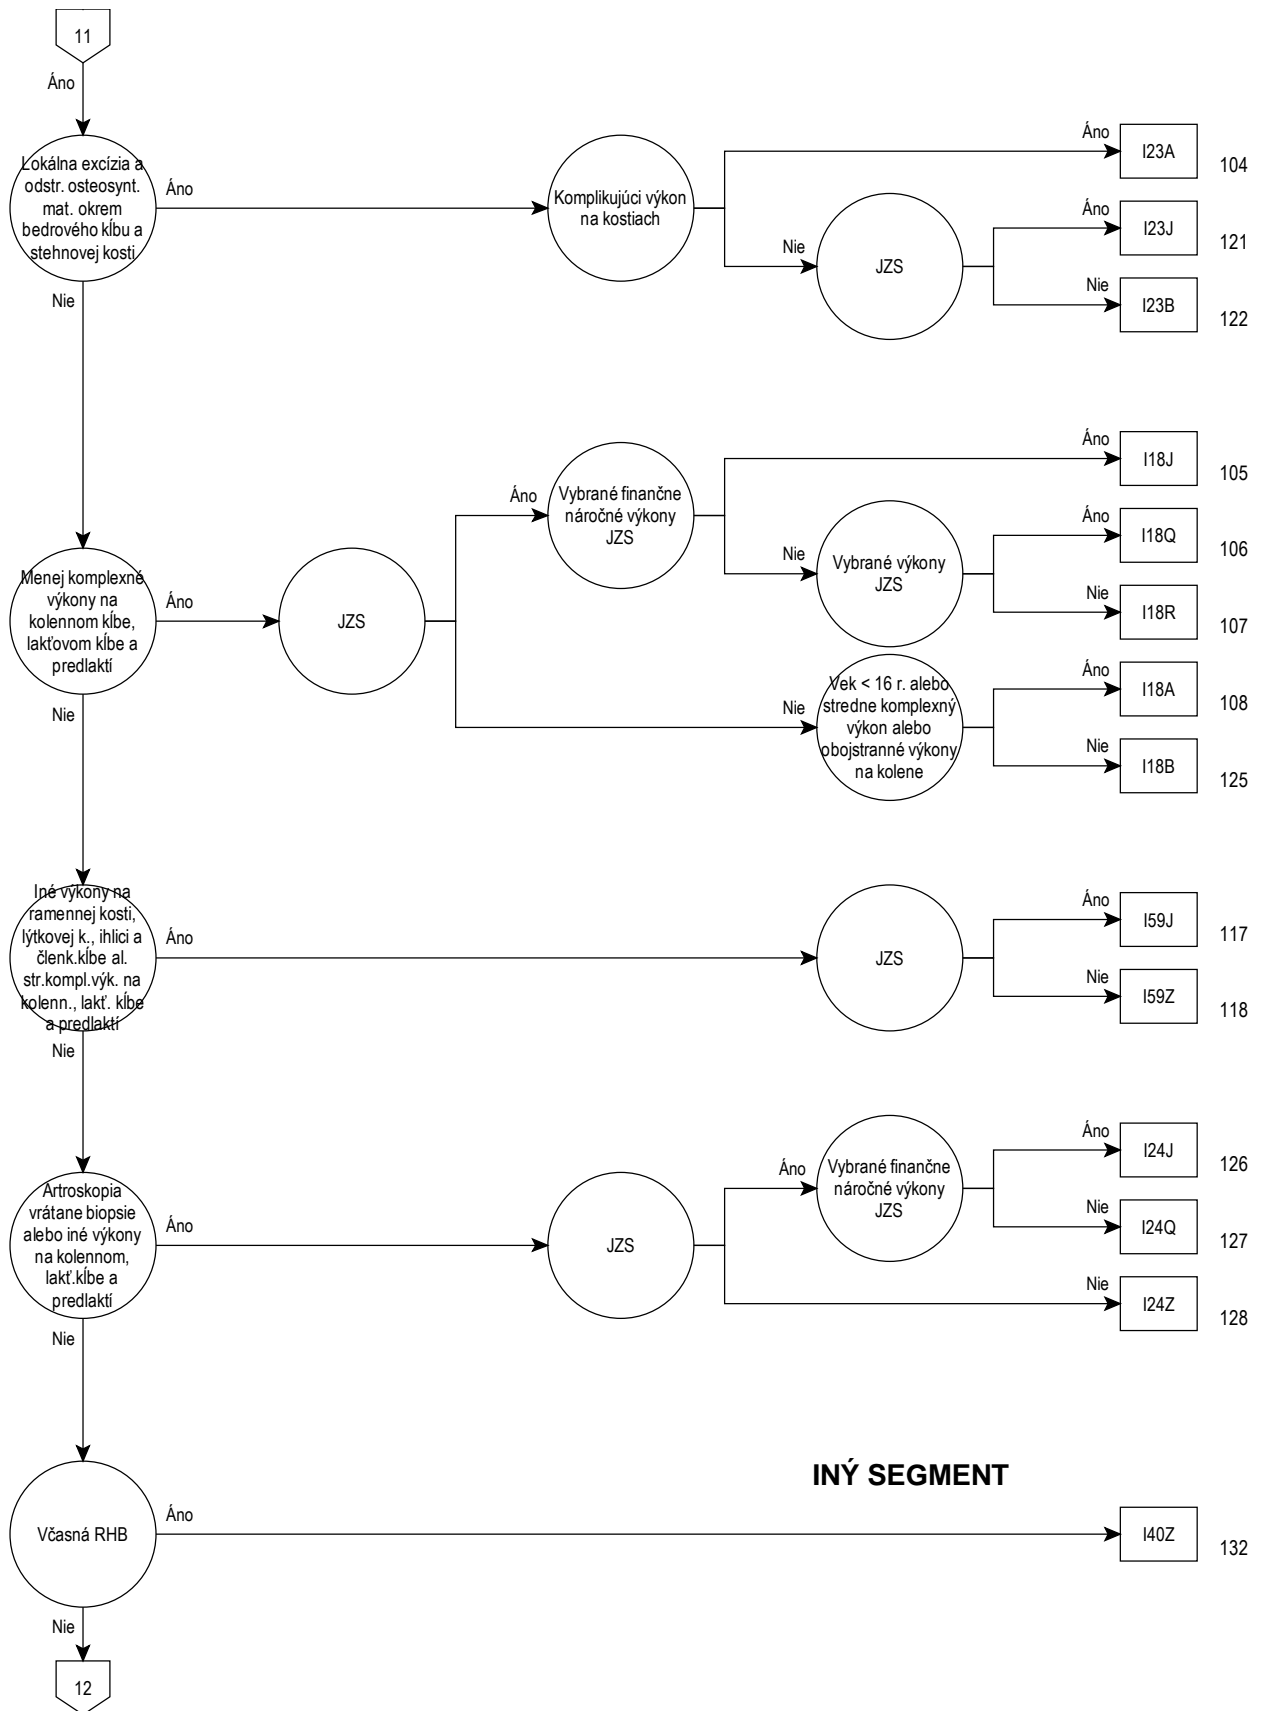 11
Áno
Lokálna excízia a
odstr. osteosynt.
mat. okrem
bedrového kĺbu a
stehnovej kosti
Áno
Komplikujúci výkon
na kostiach
Áno
I23A
104
Nie
JZS
Áno
I23J
121
Nie
I23B
122
Nie
Menej komplexné
výkony na
kolennom kĺbe,
lakťovom kĺbe a
predlaktí
Áno
JZS
Áno
Vybrané finančne
náročné výkony
JZS
Áno
I18J
105
Nie
Vybrané výkony
JZS
Áno
I18Q
106
Nie
I18R
107
Nie
Vek < 16 r. alebo
stredne komplexný
výkon alebo
obojstranné výkony
na kolene
Áno
I18A
108
Nie
I18B
125
Nie
Iné výkony na
ramennej kosti,
lýtkovej k., ihlici a
členk.kĺbe al.
str.kompl.výk. na
kolenn., lakť. kĺbe
a predlaktí
Áno
JZS
Áno
I59J
117
Nie
I59Z
118
Nie
Artroskopia
vrátane biopsie
alebo iné výkony
na kolennom,
lakť.kĺbe a
predlaktí
Áno
JZS
Áno
Vybrané finančne
náročné výkony
JZS
Áno
I24J
126
Nie
I24Q
127
Nie
I24Z
128
Nie
INÝ SEGMENT
Včasná RHB
Áno
I40Z
132
Nie
12